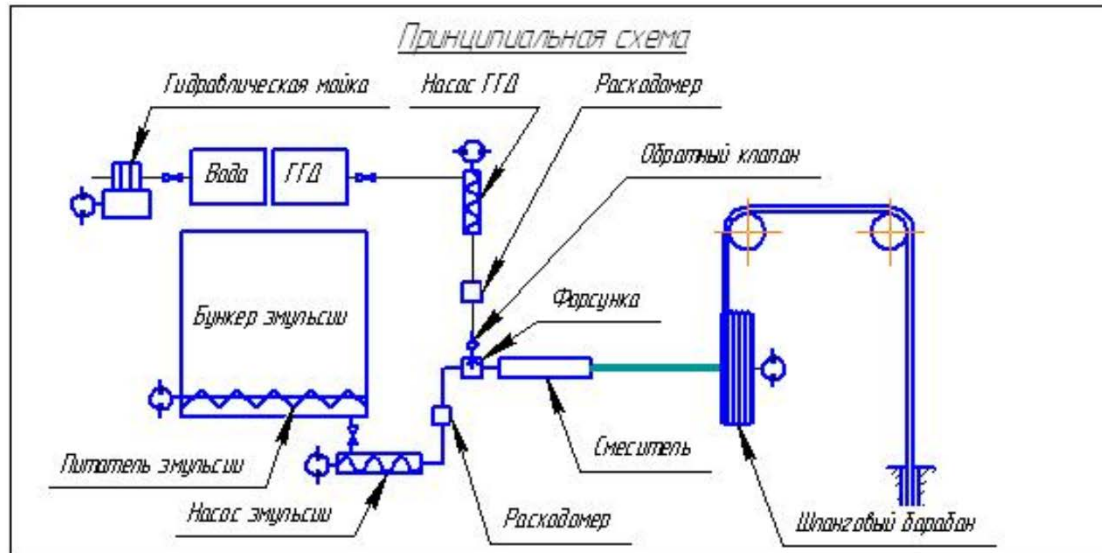 Принципиальная схема
Гидравлическая мойка
Насос ГГД
Расходомер
Обратный клапан
Вода
ГГД
Форсунка
Бункер эмульсии
Смеситель
Питатель эмульсии
Насос эмульсии
Расходомер
Шланговый барабан